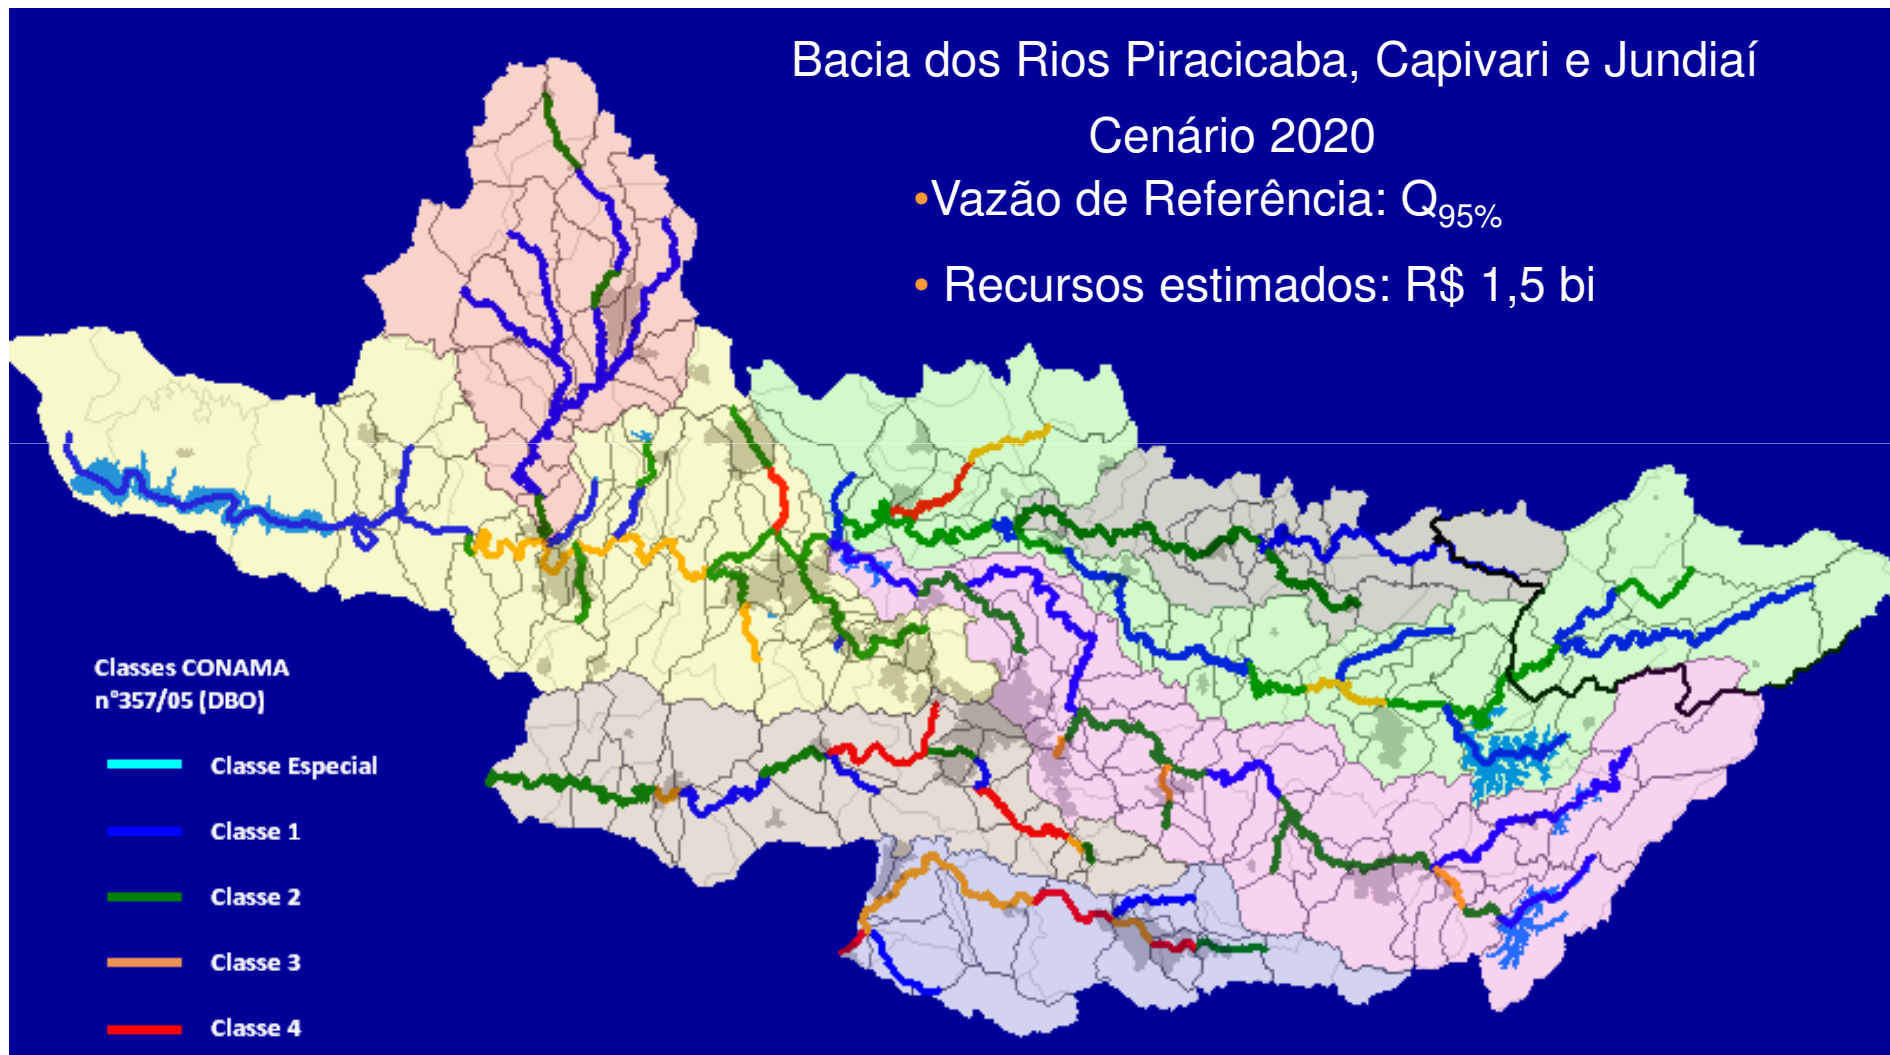 Bacia dos Rios Piracicaba, Capivari e Jundiaí
Cenário 2020
•Vazão de Referência: Q95%
• Recursos estimados: R$ 1,5 bi
Classes CONAMA
n°357/05 (DBO)
Classe Especial
Classe 1
Classe 2
Classe 3
Classe 4